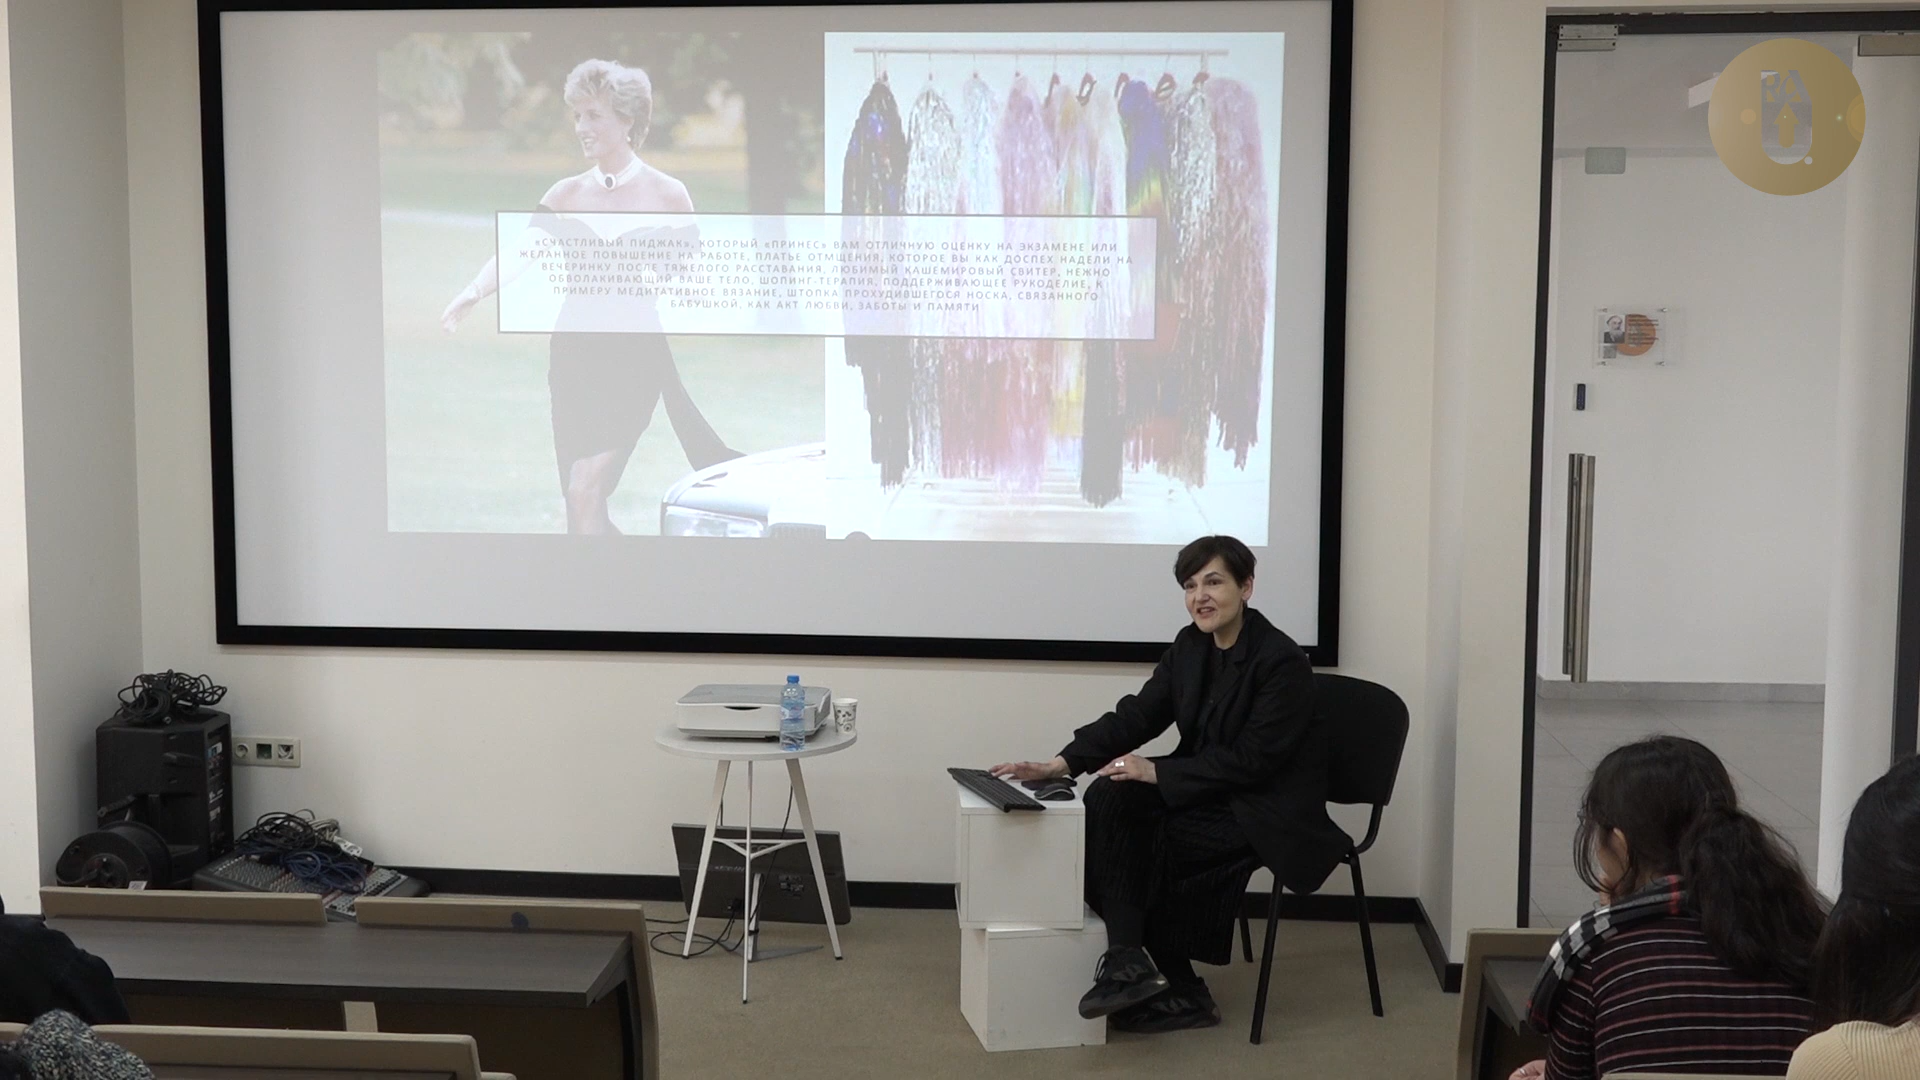 RA
U.
«СЧАСТЛИВЫЙ ПИДЖАК», КОТОРЫЙ «ПРИНЕС» ВАМ ОТЛИЧНУЮ ОЦЕНКУ НА ЭКЗАМЕНЕ ИЛИ
ЖЕЛАННОЕ ПОВЫШЕНИЕ НА РАБОТЕ, ПЛАТЬЕ ОТМЩЕНИЯ, КОТОРОЕ ВЫ КАК ДОСПЕХ НАДЕЛИ НА
ВЕЧЕРИНКУ ПОСЛЕ ТЯЖЕЛОГО РАССТАВАНИЯ, ЛЮБИМЫЙ КАШЕМИРОВЫЙ СВИТЕР, НЕЖНО
ОБВОЛАКИВАЮЩИЙ ВАШЕ ТЕЛО, ШОПИНГ-ТЕРАПИЯ, ПОДДЕРЖИВАЮЩЕЕ РУКОДЕЛИЕ, К
ПРИМЕРУ МЕДИТАТИВНОЕ ВЯЗАНИЕ, ШТОПКА ПРОХУДИВШЕГОСЯ НОСКА, СВЯЗАННОГО
БАБУШКОЙ, КАК АКТ ЛЮБВИ, ЗАБОТЫ И ПАМЯТИ